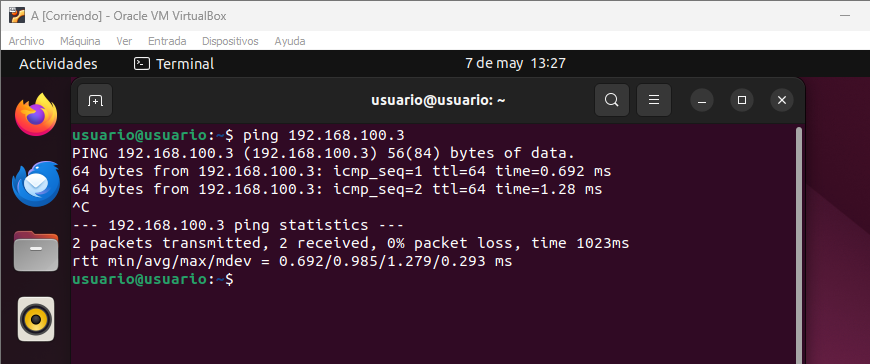 A [Corriendo] - Oracle VM VirtualBox
Archivo Máquina Ver Entrada Dispositivos Ayuda
Actividades Terminal 7 de may 13:27
usuario@usuario: ~
usuario@usuario:~$ ping 192.168.100.3
PING 192.168.100.3 (192.168.100.3) 56(84) bytes of data.
64 bytes from 192.168.100.3: icmp_seq=1 ttl=64 time=0.692 ms
64 bytes from 192.168.100.3: icmp_seq=2 ttl=64 time=1.28 ms
^C
--- 192.168.100.3 ping statistics ---
2 packets transmitted, 2 received, 0% packet loss, time 1023ms
rtt min/avg/max/mdev = 0.692/0.985/1.279/0.293 ms
usuario@usuario:~$